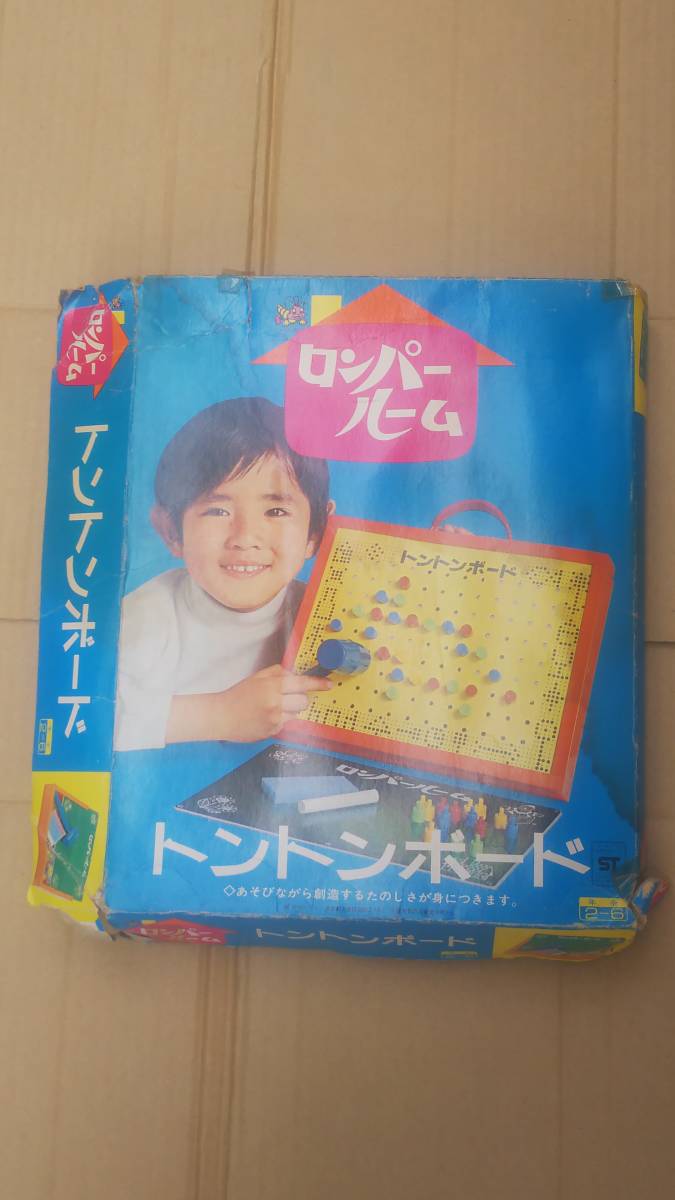 ロンパー
ルーム
トントンボード
ロンパールーム
トントンボード
◇あそびながら創造するたのしさが身につきます。
ST
年令
2-6
ロンパー
ルーム
トントンボード
ロンパー
ルーム
トントンボード